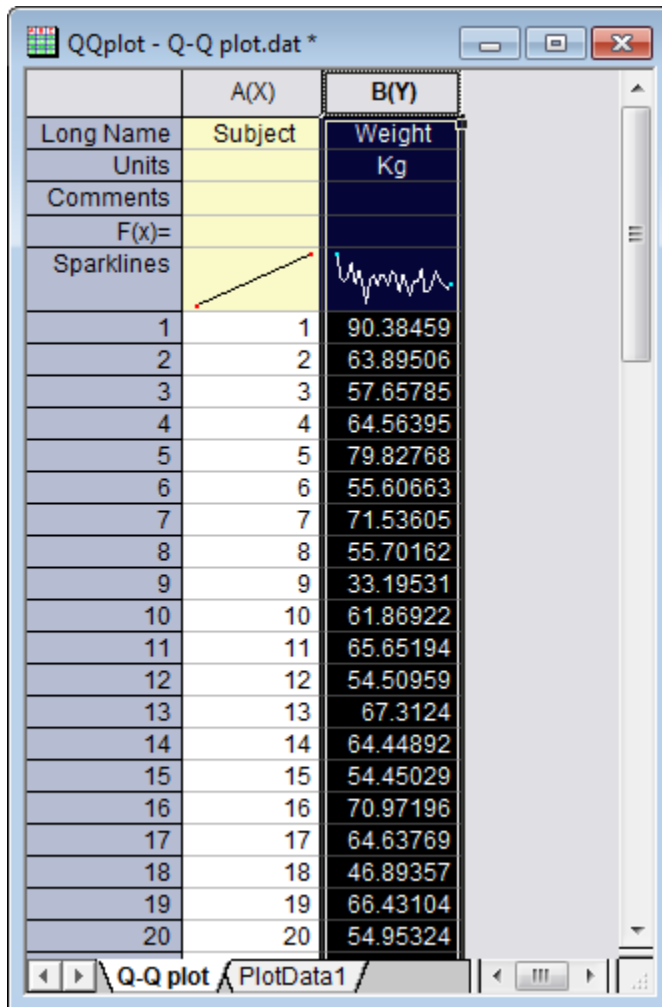 QQplot - Q-Q plot.dat *
A(X) B(Y)
Long Name Subject Weight
Units Kg
Comments
F(x)=
Sparklines
1 1 90.38459
2 2 63.89506
3 3 57.65785
4 4 64.56395
5 5 79.82768
6 6 55.60663
7 7 71.53605
8 8 55.70162
9 9 33.19531
10 10 61.86922
11 11 65.65194
12 12 54.50959
13 13 67.3124
14 14 64.44892
15 15 54.45029
16 16 70.97196
17 17 64.63769
18 18 46.89357
19 19 66.43104
20 20 54.95324
Q-Q plot PlotData1